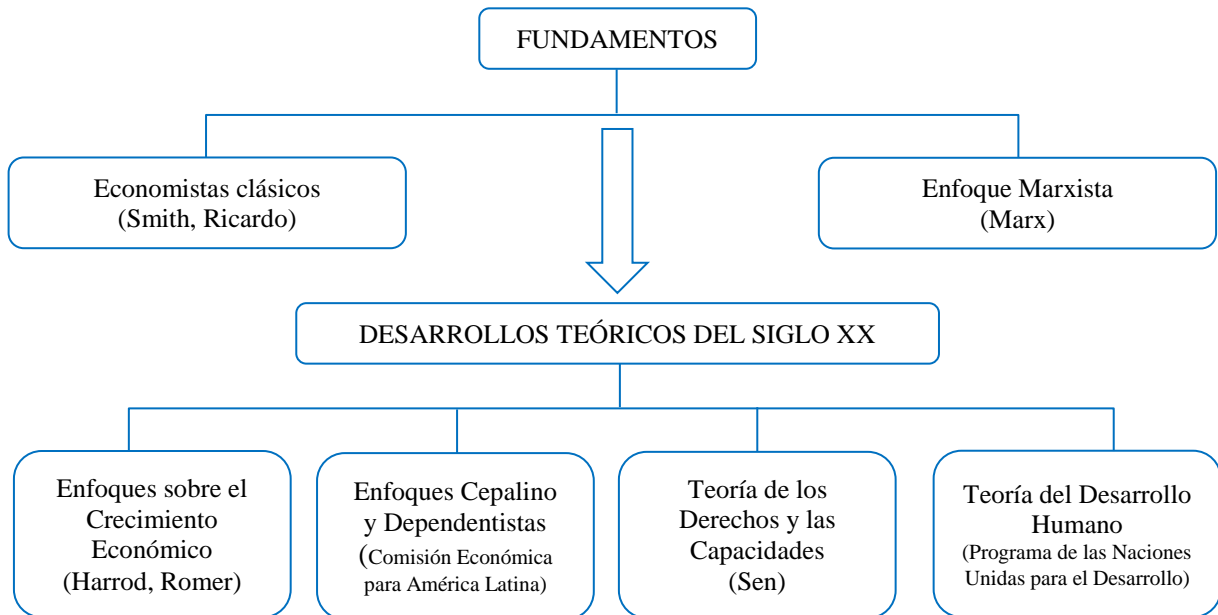 FUNDAMENTOS
Economistas clásicos
(Smith, Ricardo)
Enfoque Marxista
(Marx)
DESARROLLOS TEÓRICOS DEL SIGLO XX
Enfoques sobre el
Crecimiento
Económico
(Harrod, Romer)
Enfoques Cepalino
y Dependentistas
(Comisión Económica
para América Latina)
Teoría de los
Derechos y las
Capacidades
(Sen)
Teoría del Desarrollo
Humano
(Programa de las Naciones
Unidas para el Desarrollo)